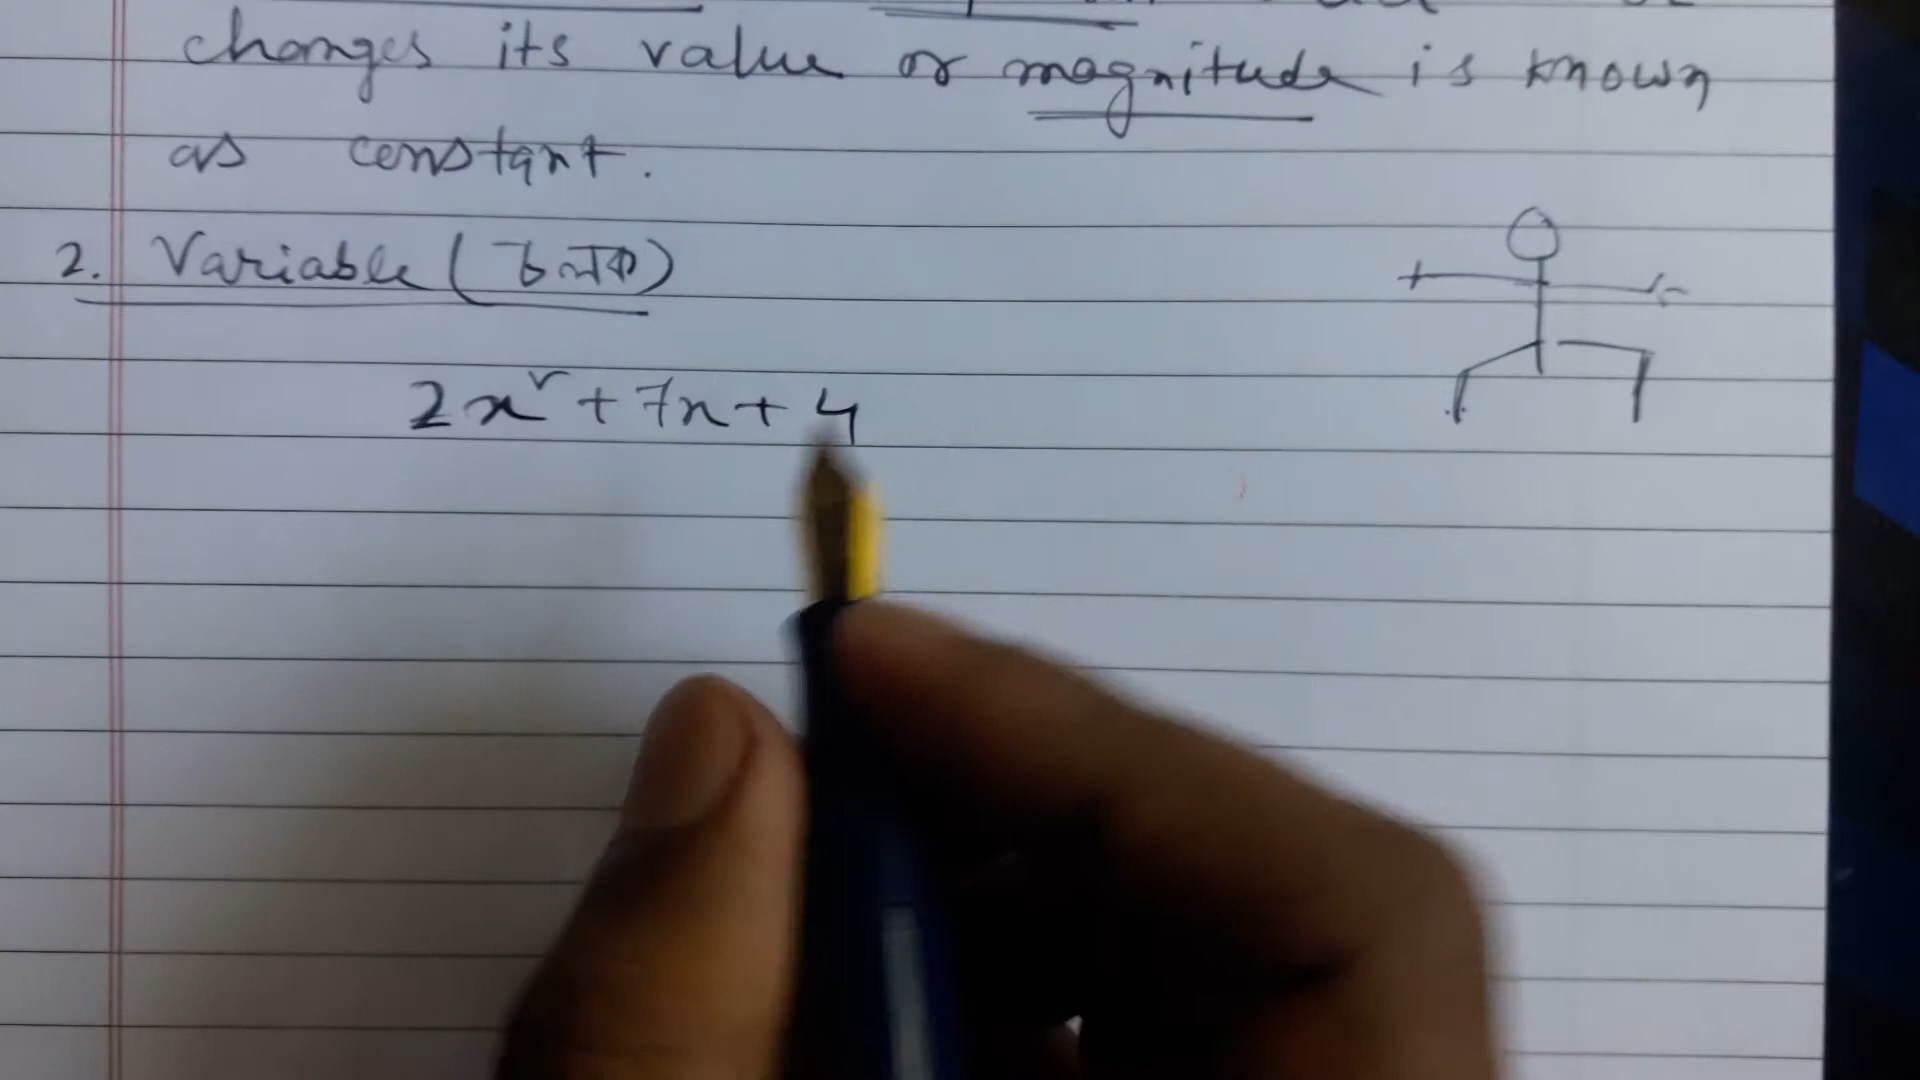 changes its value or magnitude is known
as constant.
2. Variable (চলক)
2x² + 7x + 4